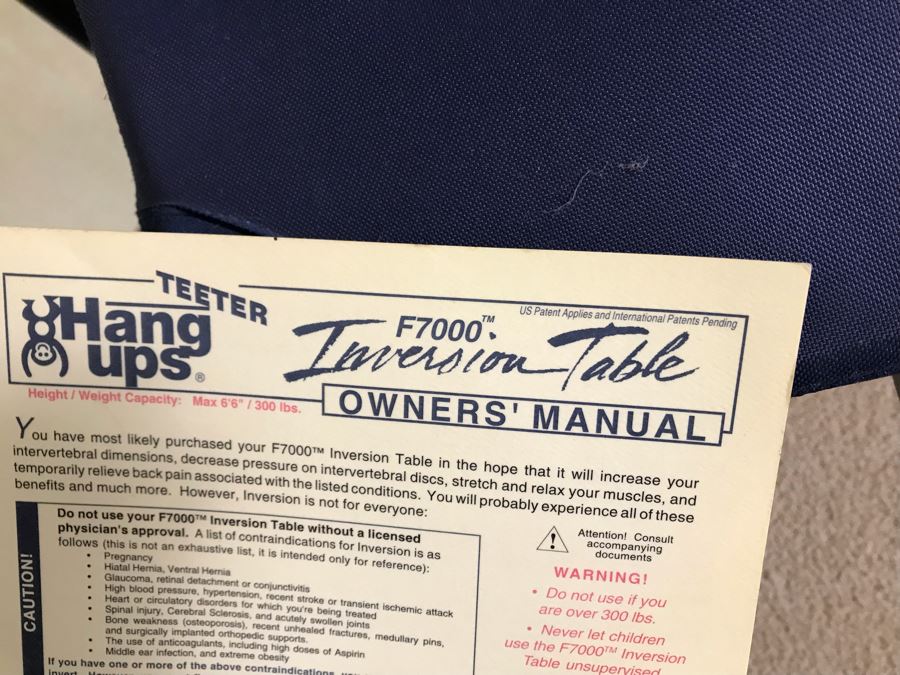 TEETER
Hang
ups®
US Patent Applies and International Patents Pending
F7000™
Inversion Table
OWNERS' MANUAL
Height / Weight Capacity: Max 6'6" / 300 lbs.
You have most likely purchased your F7000™ Inversion Table in the hope that it will increase your
intervertebral dimensions, decrease pressure on intervertebral discs, stretch and relax your muscles, and
temporarily relieve back pain associated with the listed conditions. You will probably experience all of these
benefits and much more. However, Inversion is not for everyone:
CAUTION!
Do not use your F7000™ Inversion Table without a licensed
physician's approval. A list of contraindications for Inversion is as
follows (this is not an exhaustive list, it is intended only for reference):
• Pregnancy
• Hiatal Hernia, Ventral Hernia
• Glaucoma, retinal detachment or conjunctivitis
• High blood pressure, hypertension, recent stroke or transient ischemic attack
• Heart or circulatory disorders for which you're being treated
• Spinal injury, Cerebral Sclerosis, and acutely swollen joints
• Bone weakness (osteoporosis), recent unhealed fractures, medullary pins,
and surgically implanted orthopedic supports.
• The use of anticoagulants, including high doses of Aspirin
• Middle ear infection, and extreme obesity
If you have one or more of the above contraindications
Attention! Consult
accompanying
documents
WARNING!
• Do not use if you
are over 300 lbs.
• Never let children
use the F7000™ Inversion
Table unsupervised